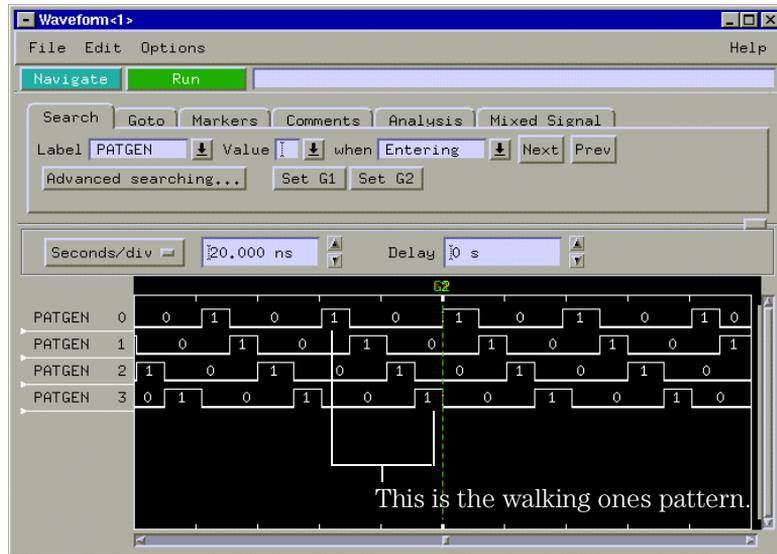 Waveform<1>
File Edit Options Help
Navigate Run
Search Goto Markers Comments Analysis Mixed Signal
Label PATGEN Value when Entering Next Prev
Advanced searching... Set G1 Set G2
Seconds/div 20.000 ns Delay 0 s
G2
PATGEN 0 0 1 0 1 0 1 0 1 0 1 0
PATGEN 1 0 1 0 1 0 1 0 1 0 1
PATGEN 2 1 0 1 0 1 0 1 0 1 0
PATGEN 3 0 1 0 1 0 1 0 1 0 1 0
This is the walking ones pattern.